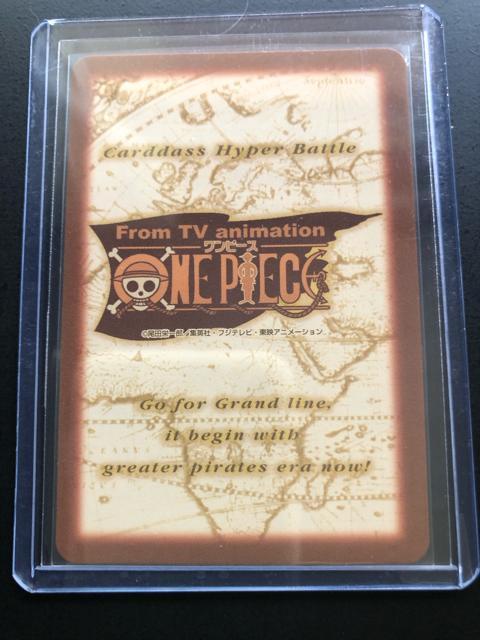 Carddass Hyper Battle
From TV animation
ワンピース
ONE PIECE
©尾田栄一郎/集英社・フジテレビ・東映アニメーション
Go for Grand line,
it begin with
greater pirates era now!